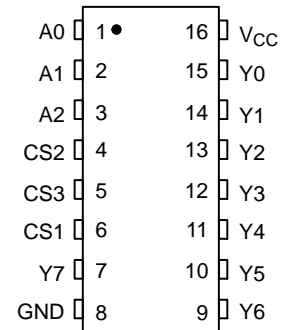 A0 1 16 VCC
A1 2 15 Y0
A2 3 14 Y1
CS2 4 13 Y2
CS3 5 12 Y3
CS1 6 11 Y4
Y7 7 10 Y5
GND 8 9 Y6